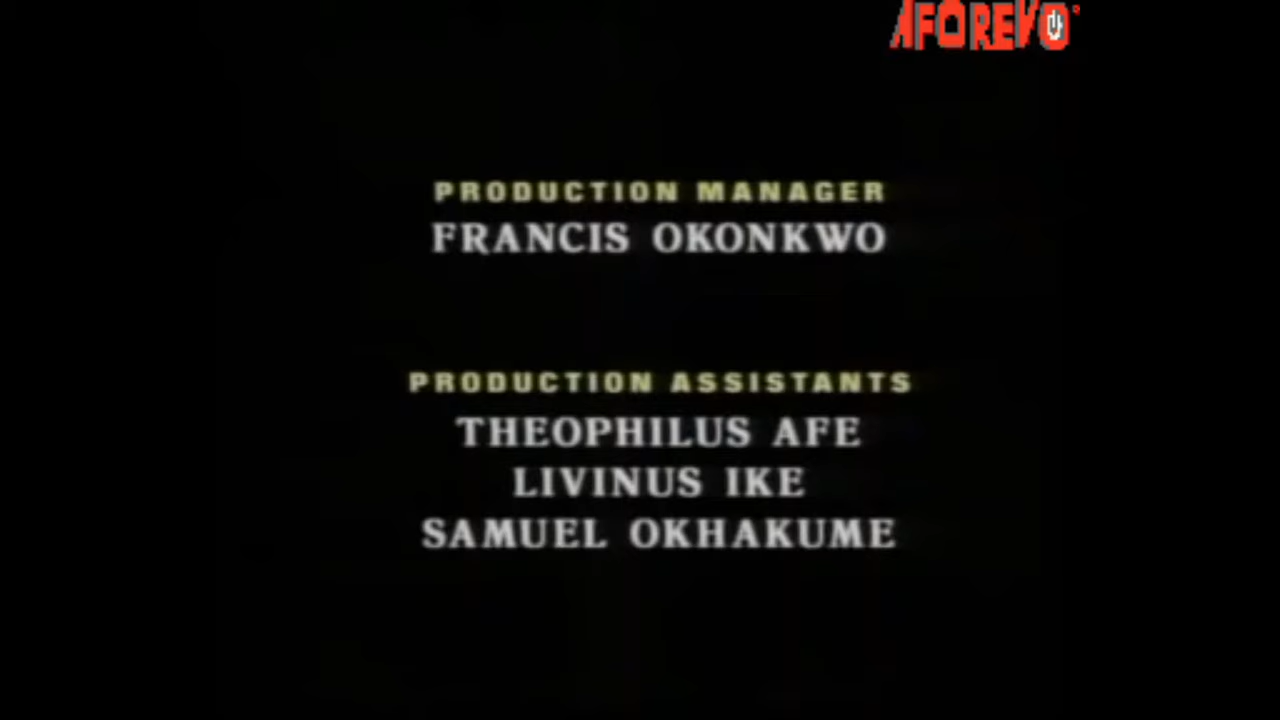 AFOREVO
PRODUCTION MANAGER
FRANCIS OKONKWO
PRODUCTION ASSISTANTS
THEOPHILUS AFE
LIVINUS IKE
SAMUEL OKHAKUME